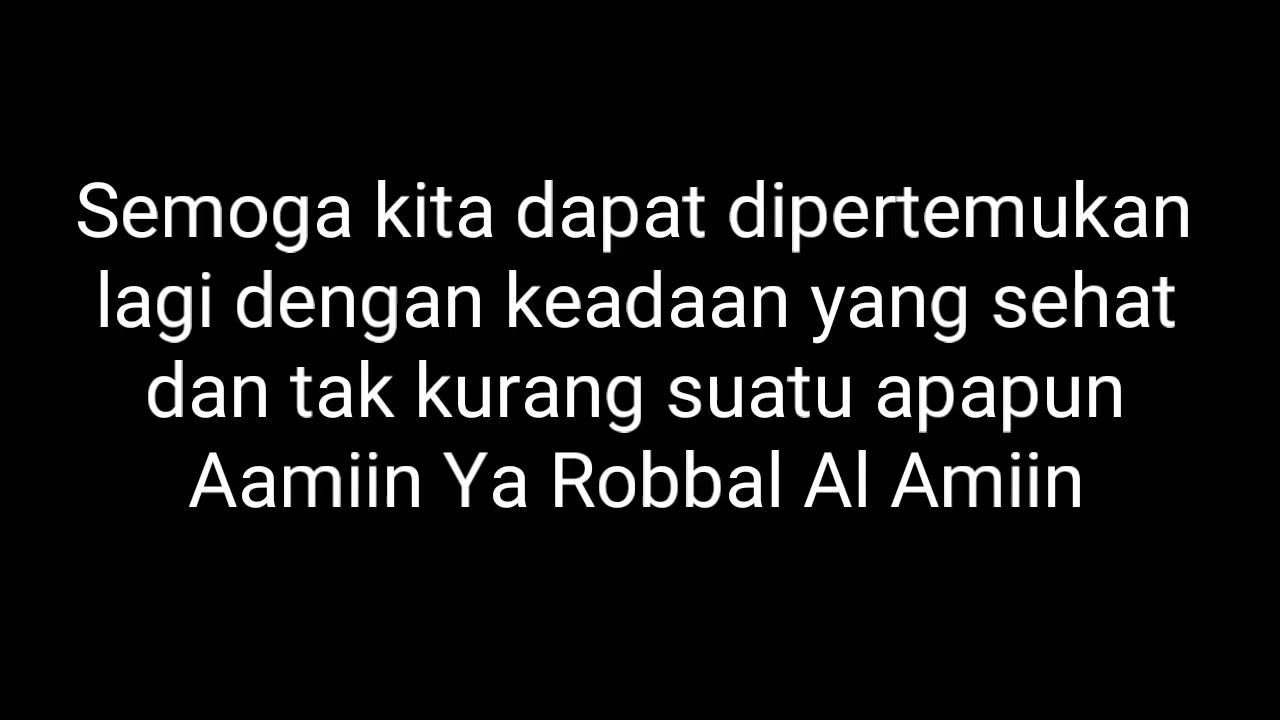 Semoga kita dapat dipertemukan
lagi dengan keadaan yang sehat
dan tak kurang suatu apapun
Aamiin Ya Robbal Al Amiin